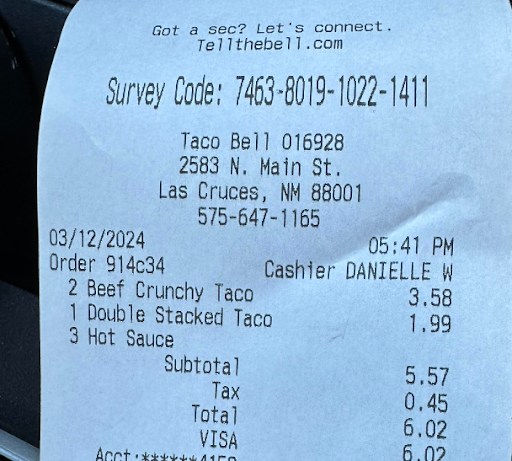 Got a sec? Let's connect.
Tellthebell.com
Survey Code: 7463-8019-1022-1411
Taco Bell 016928
2583 N. Main St.
Las Cruces, NM 88001
575-647-1165
03/12/2024 05:41 PM
Order 914c34 Cashier DANIELLE W
2 Beef Crunchy Taco 3.58
1 Double Stacked Taco 1.99
3 Hot Sauce
Subtotal 5.57
Tax 0.45
Total 6.02
VISA 6.02